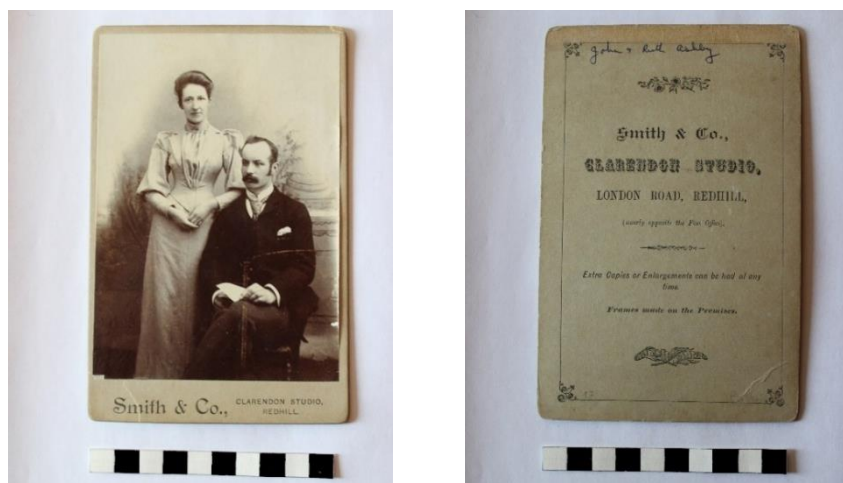 Smith & Co.,
CLARENDON STUDIO,
REDHILL.
John & Ruth Ashby
Smith & Co.,
CLARENDON STUDIO,
LONDON ROAD, REDHILL,
(nearly opposite the Post Office).
Extra Copies or Enlargements can be had at any
time
Frames made on the Premises.